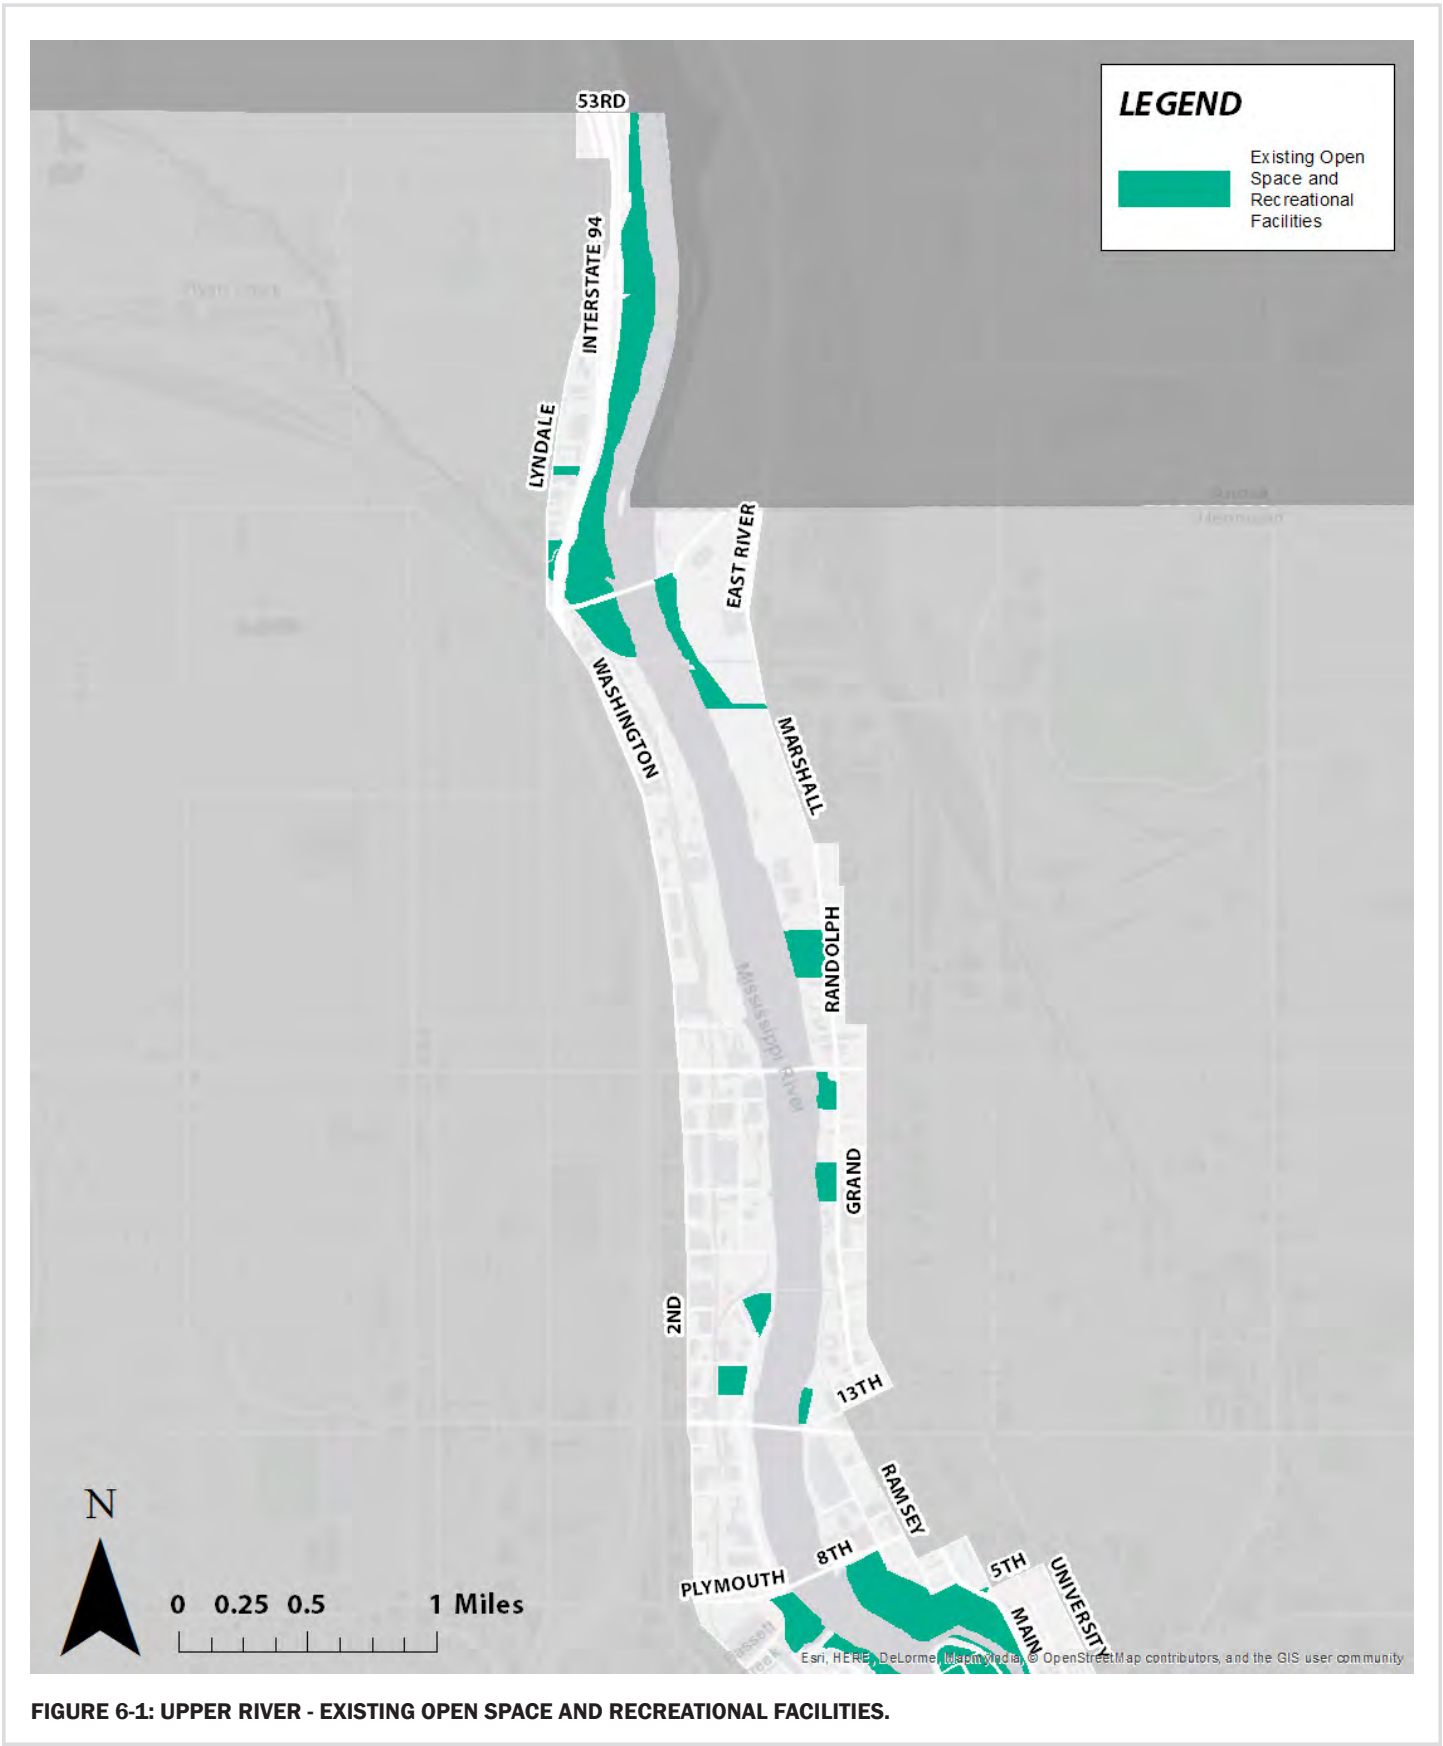 53RD
LEGEND
Existing Open
Space and
Recreational
Facilities
INTERSTATE 94
LYNDALE
EAST RIVER
WASHINGTON
MARSHALL
RANDOLPH
Mississippi River
GRAND
2ND
13TH
RAMSEY
N
8TH
5TH
UNIVERSITY
PLYMOUTH
MAIN
0 0.25 0.5 1 Miles
Bassett
Creek
Esri, HERE, DeLorme, MapmyIndia, © OpenStreetMap contributors, and the GIS user community
FIGURE 6-1: UPPER RIVER - EXISTING OPEN SPACE AND RECREATIONAL FACILITIES.